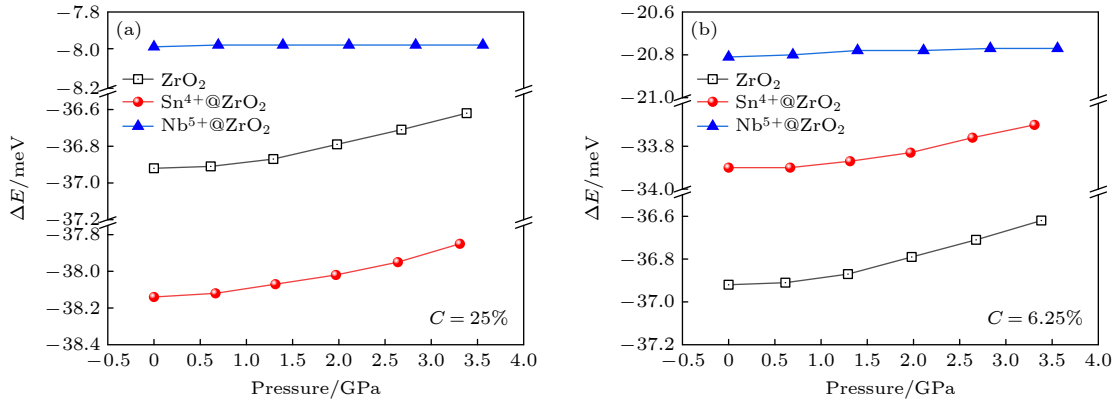 (a)
−7.8
−8.0
−8.2
−36.6
−36.8
−37.0
−37.2
−37.8
−38.0
−38.2
−38.4
ΔE/meV
ZrO₂
Sn⁴⁺@ZrO₂
Nb⁵⁺@ZrO₂
C = 25%
−0.5 0 0.5 1.0 1.5 2.0 2.5 3.0 3.5 4.0
Pressure/GPa
(b)
−20.6
−20.8
−21.0
−33.8
−34.0
−36.6
−36.8
−37.0
−37.2
ΔE/meV
ZrO₂
Sn⁴⁺@ZrO₂
Nb⁵⁺@ZrO₂
C = 6.25%
−0.5 0 0.5 1.0 1.5 2.0 2.5 3.0 3.5 4.0
Pressure/GPa